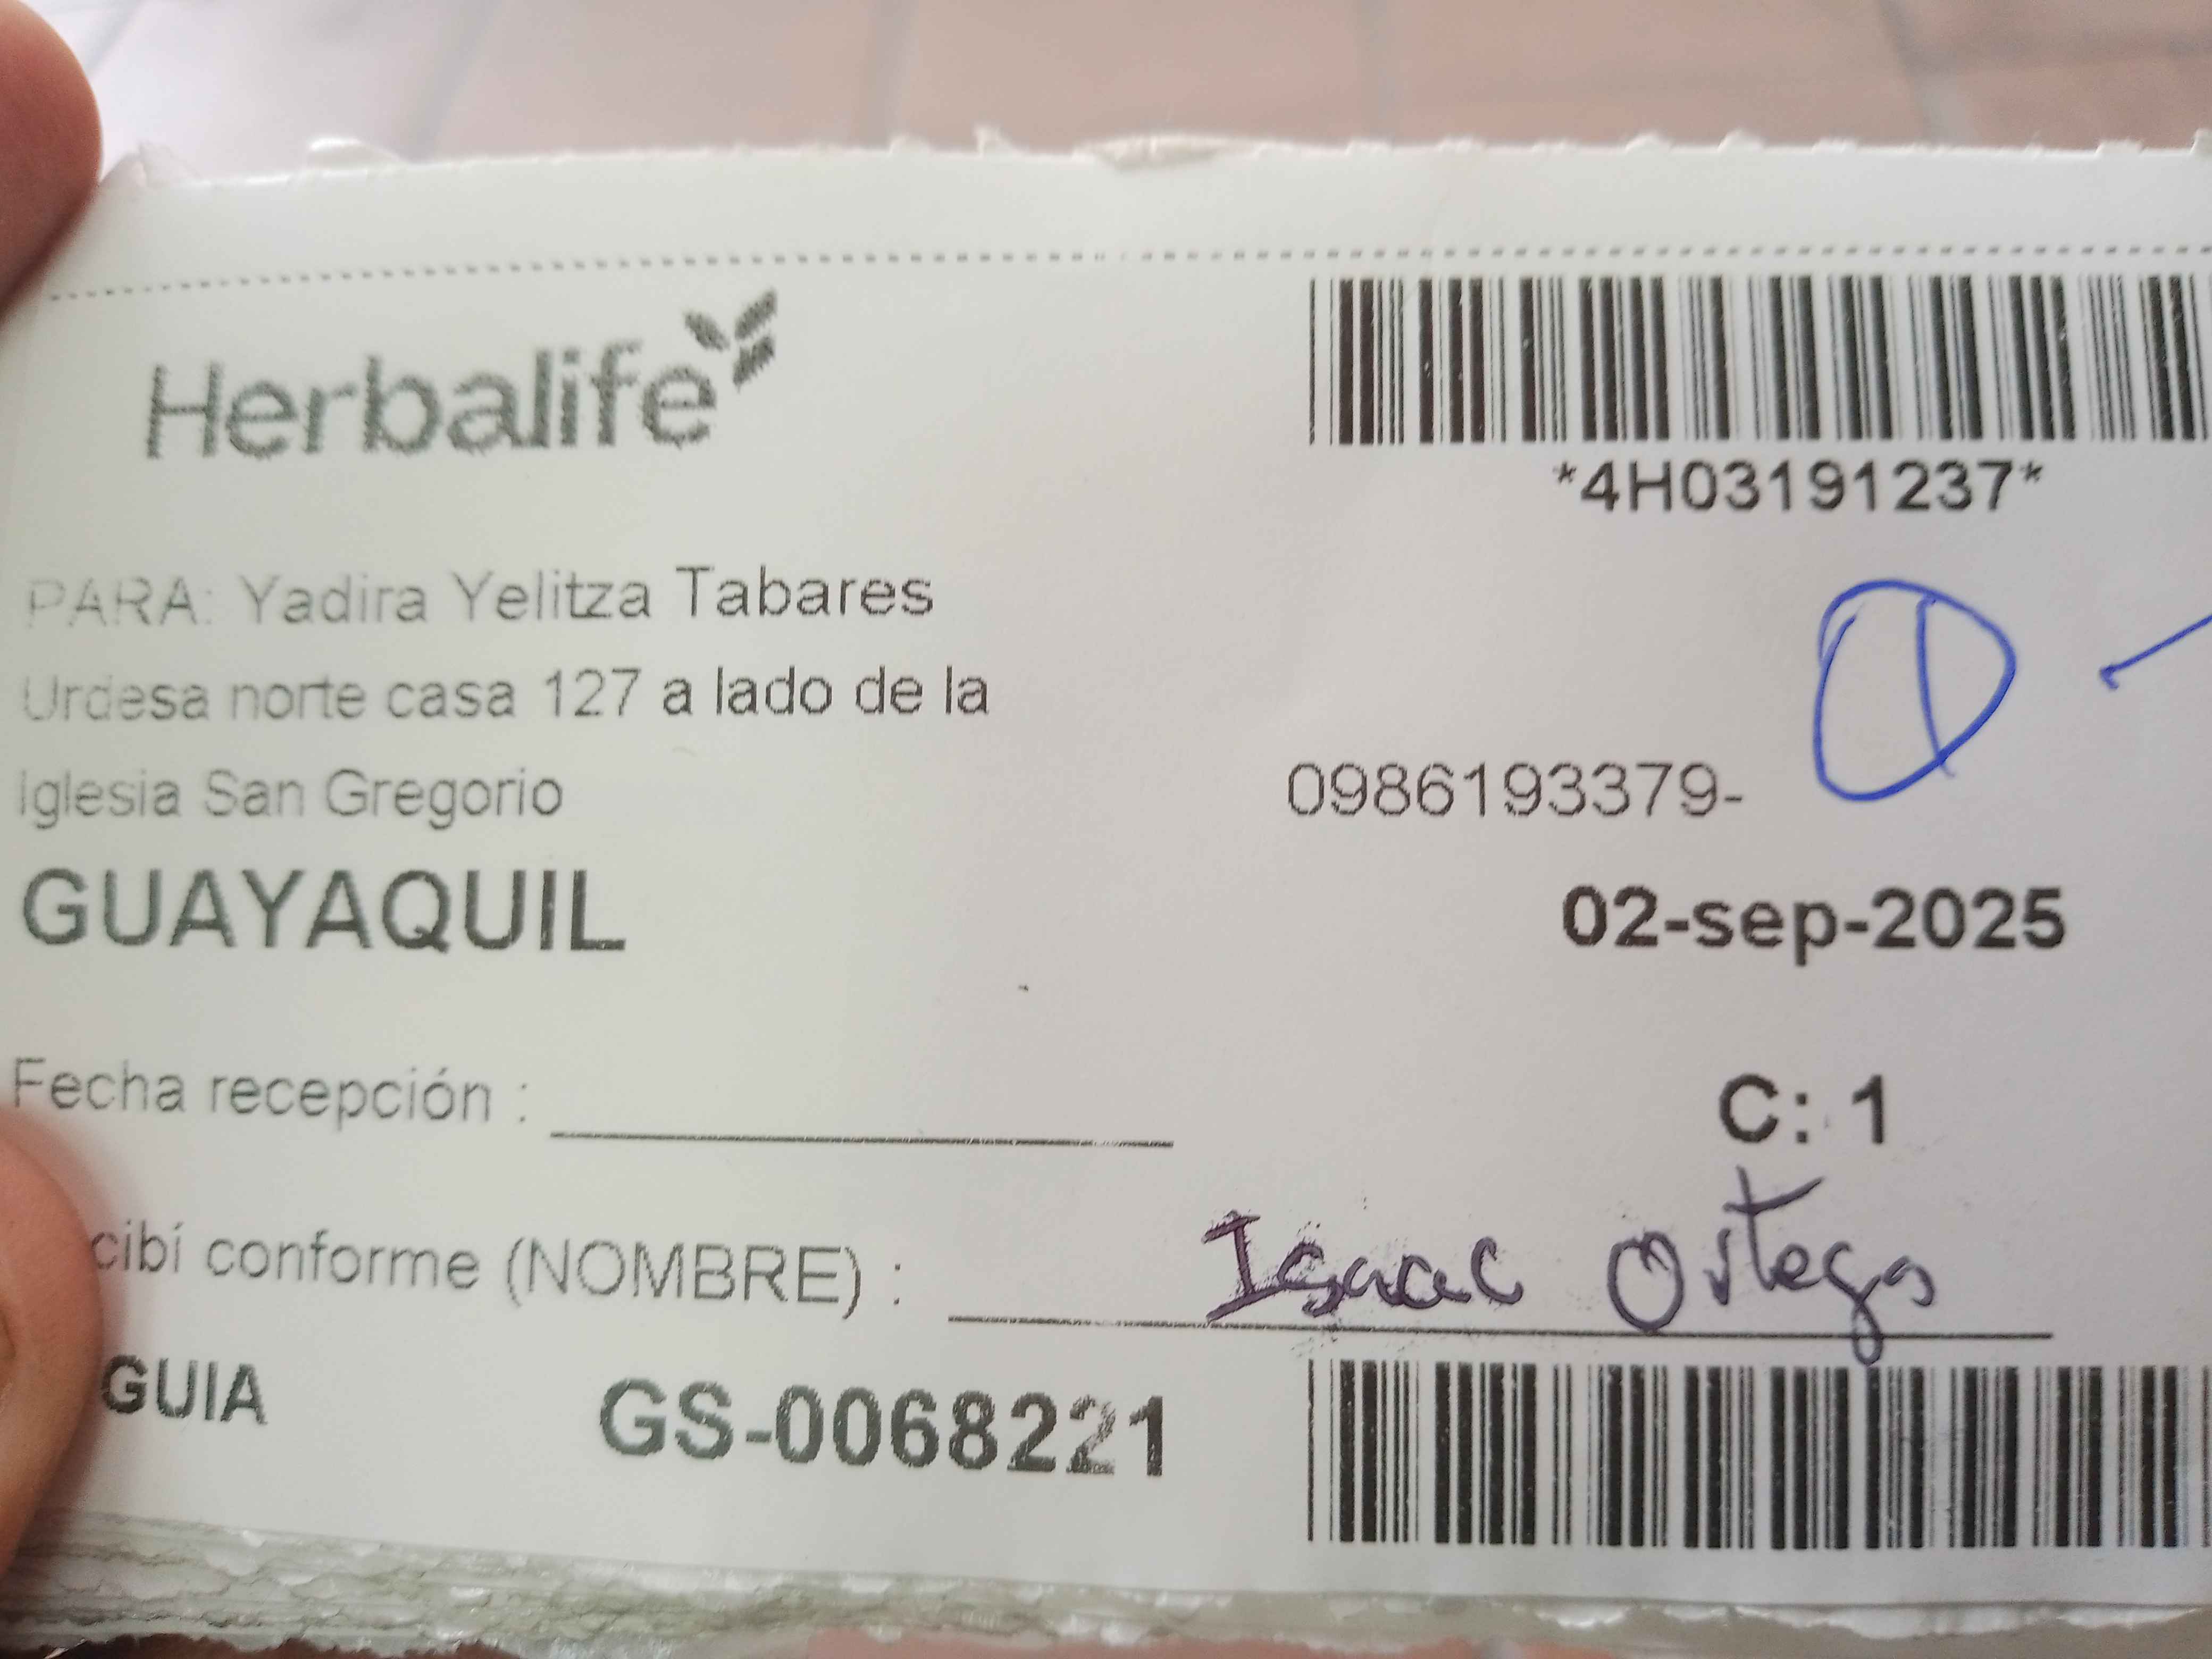 Herbalife
*4H03191237*
PARA: Yadira Yelitza Tabares
Urdesa norte casa 127 a lado de la
Iglesia San Gregorio
0986193379-
GUAYAQUIL
02-sep-2025
Fecha recepción :
C: 1
cibí conforme (NOMBRE) : Isaac Ortega
GUIA GS-0068221